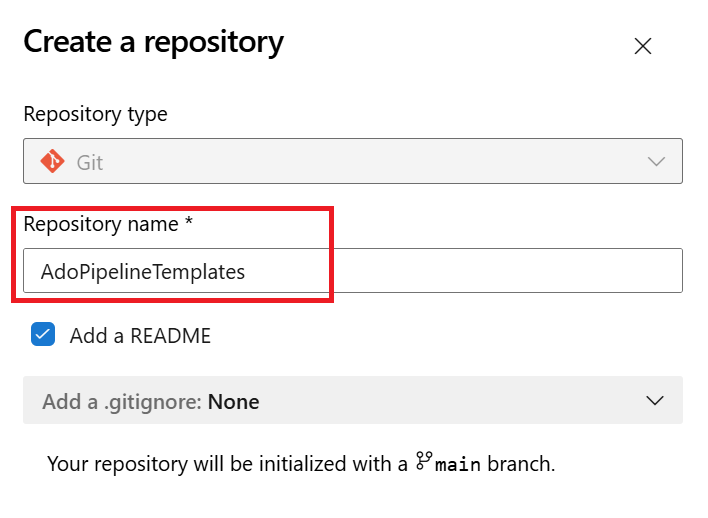 Create a repository
Repository type
Git
Repository name *
AdoPipelineTemplates
Add a README
Add a .gitignore: None
Your repository will be initialized with a main branch.